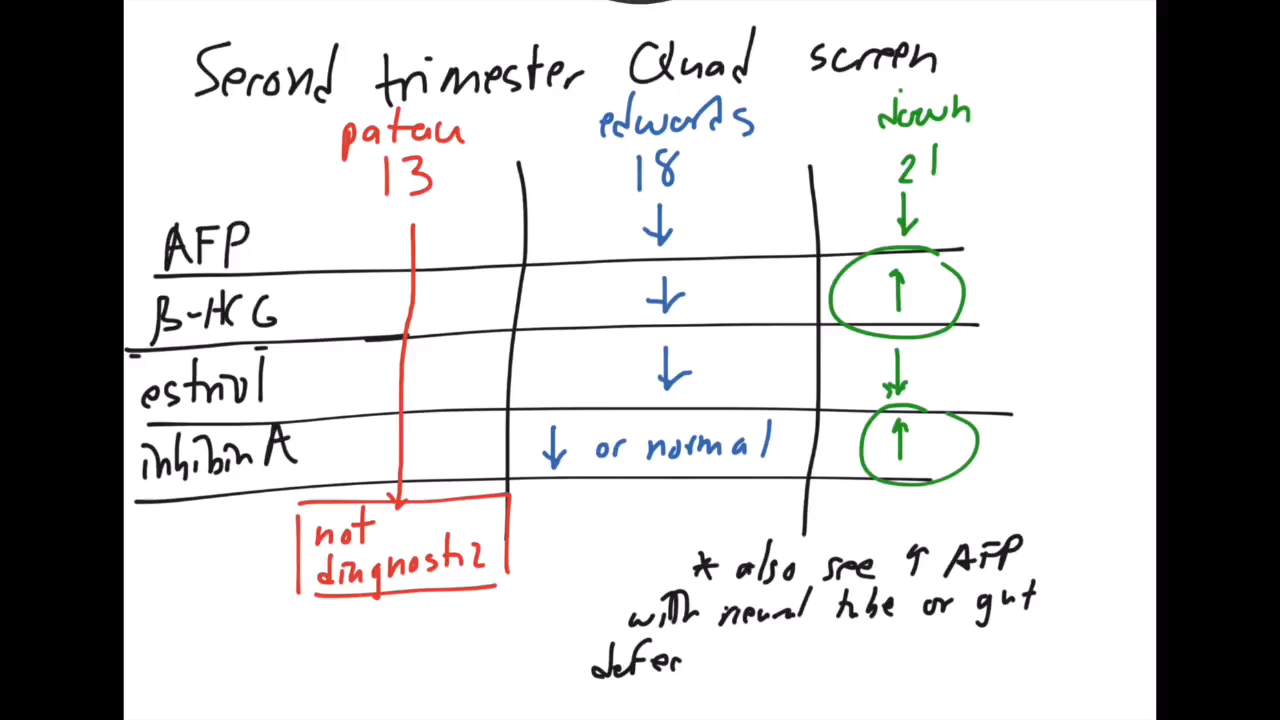 Second trimester Quad screen
patau edwards down
13 18 21
AFP ↓ ↓
β-HCG ↓ ↑
estriol ↓ ↓
inhibin A ↓ or normal ↑
not
diagnostic
* also see ↑ AFP
with neural tube or gut
defec